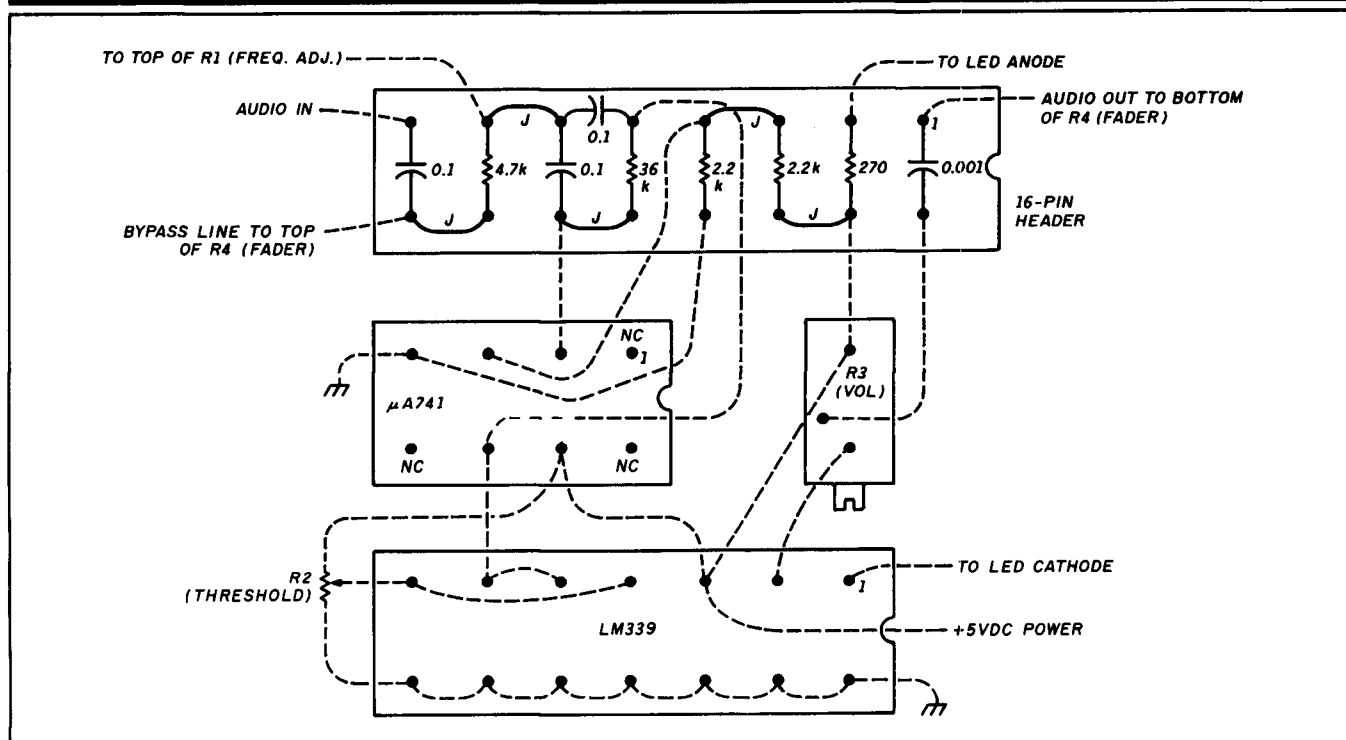 TO TOP OF R1 (FREQ. ADJ.)
TO LED ANODE
AUDIO IN
AUDIO OUT TO BOTTOM
OF R4 (FADER)
J
0.1
J
1
0.1
4.7k
0.1
36
k
2.2
k
2.2k
270
0.001
J
J
J
16-PIN
HEADER
BYPASS LINE TO TOP
OF R4 (FADER)
NC
1
μA741
NC
NC
R3
(VOL)
R2
(THRESHOLD)
1
TO LED CATHODE
LM339
+5VDC POWER